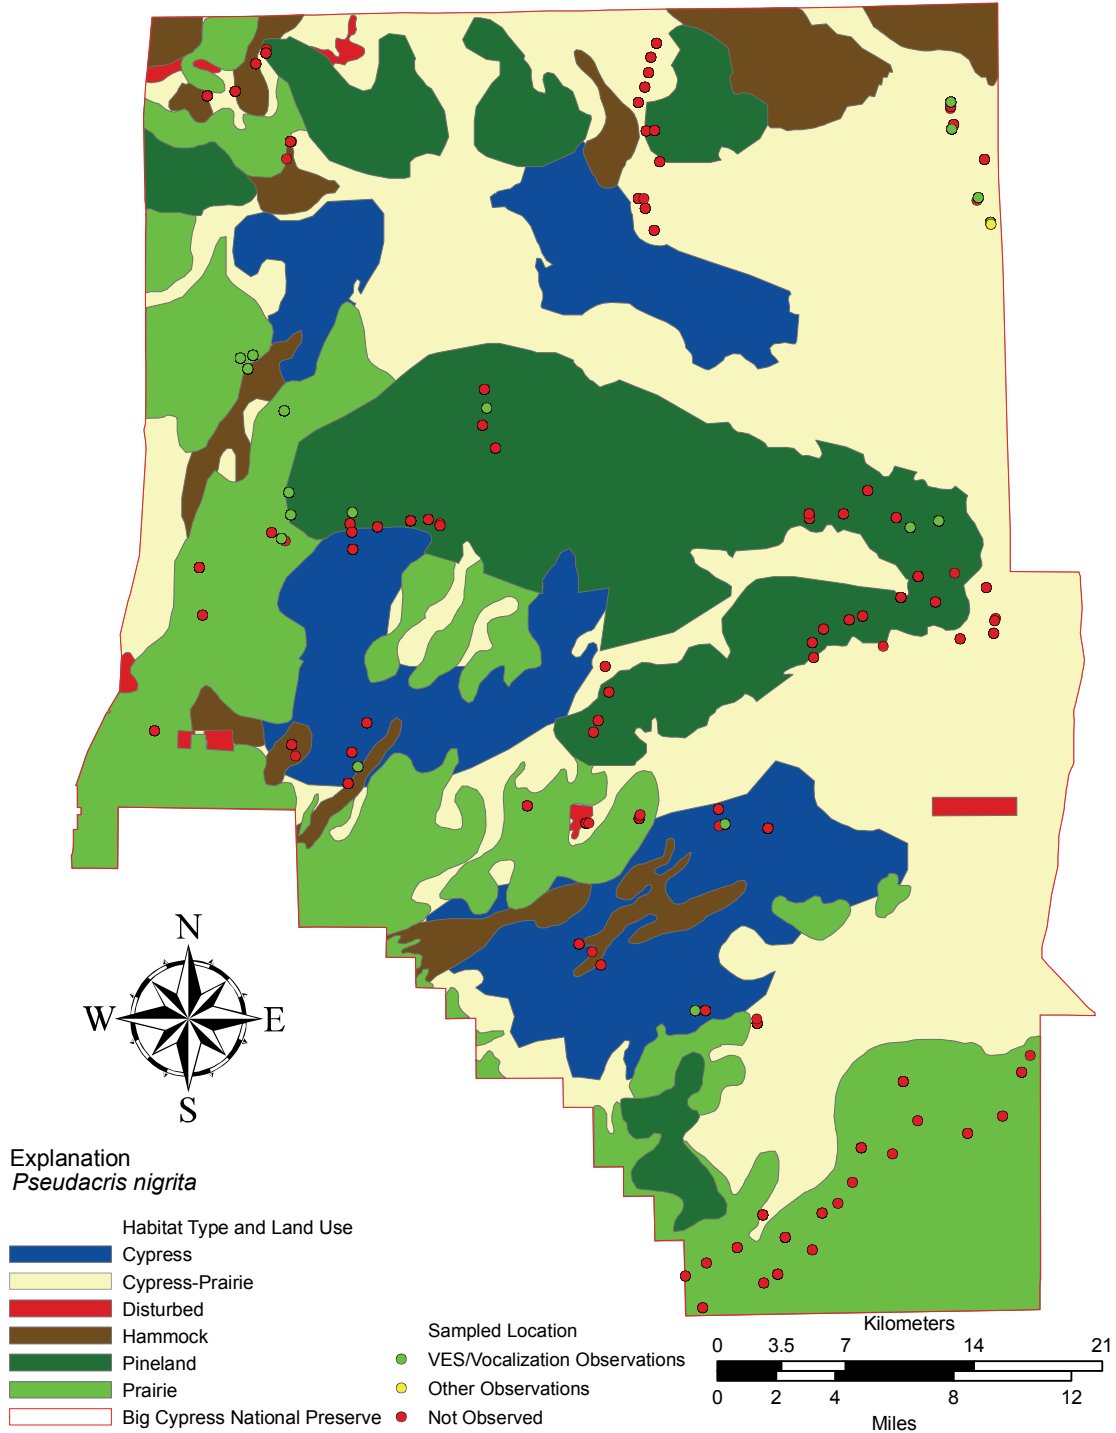 N
W E
S
Explanation
Pseudacris nigrita
Habitat Type and Land Use
Cypress
Cypress-Prairie
Disturbed
Hammock
Pineland
Prairie
Big Cypress National Preserve
Sampled Location
VES/Vocalization Observations
Other Observations
Not Observed
Kilometers
0 3.5 7 14 21
0 2 4 8 12
Miles